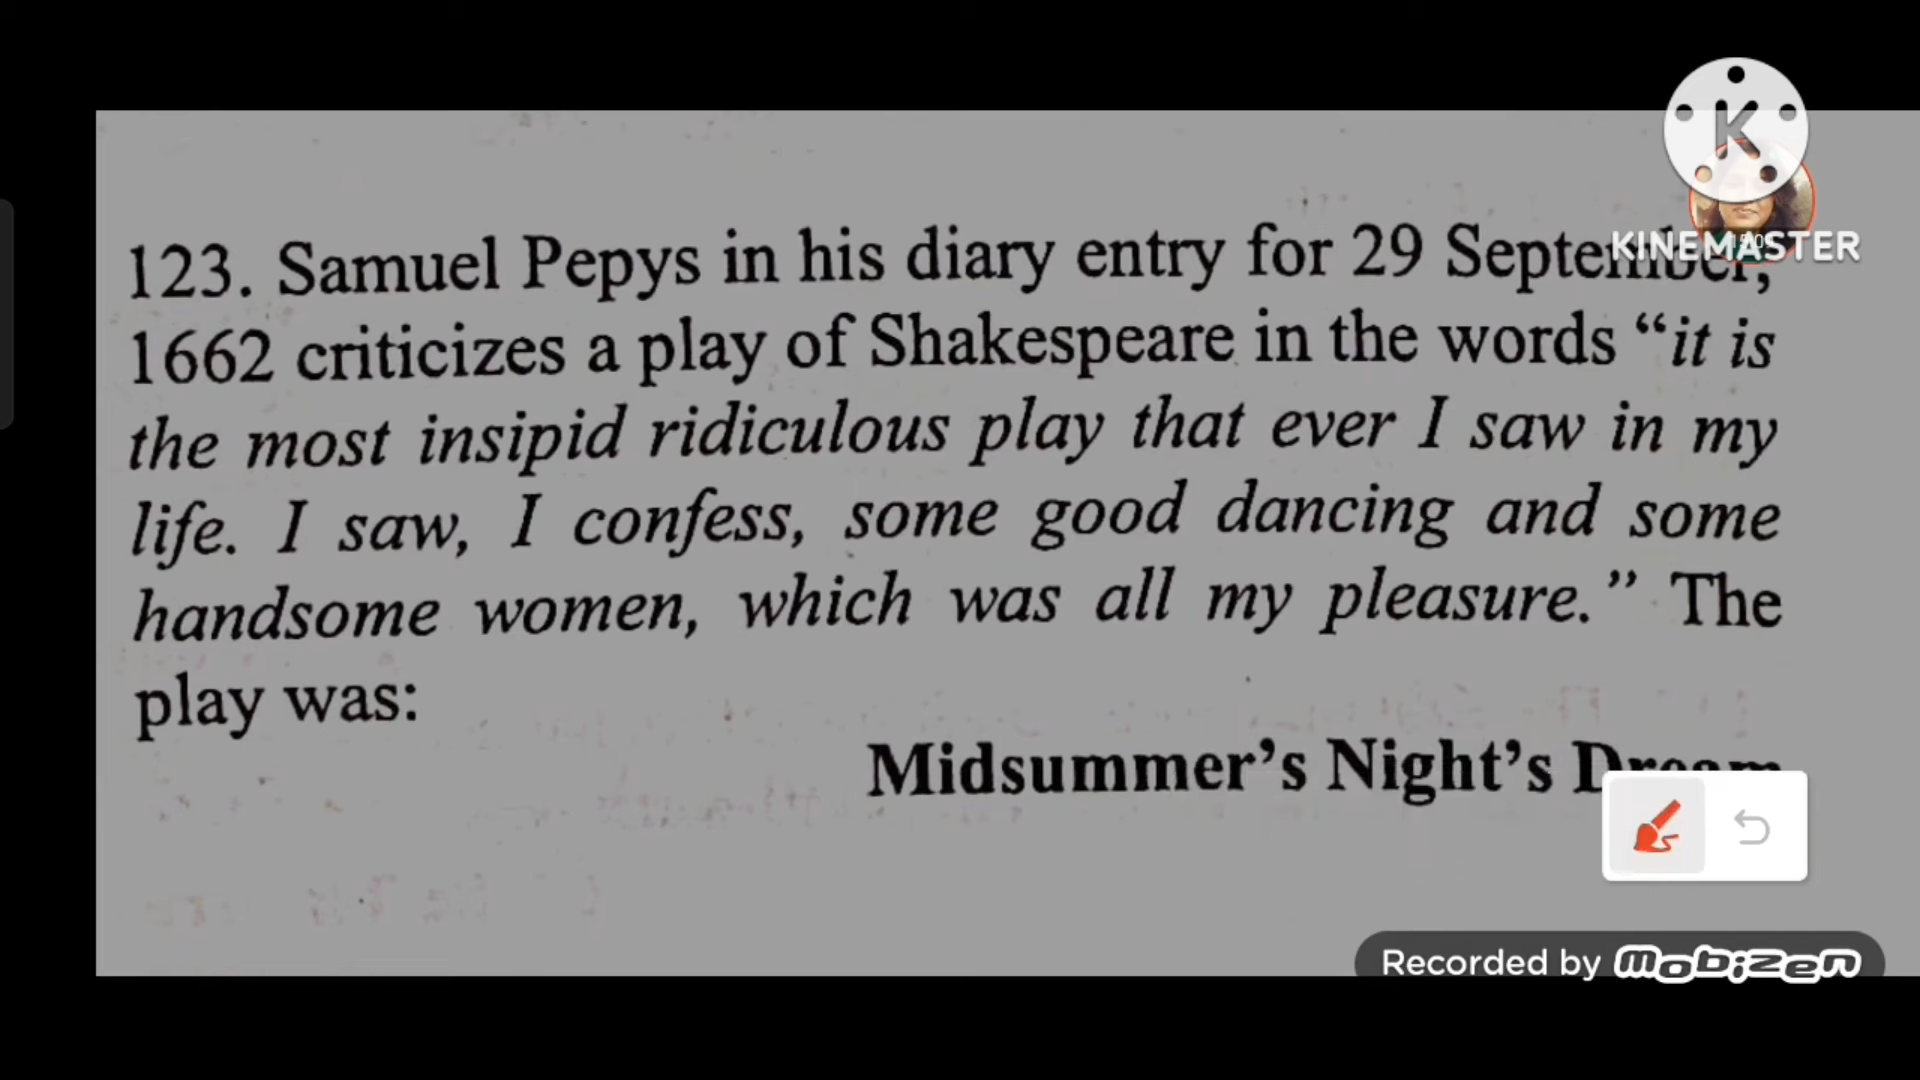 KINEMASTER
123. Samuel Pepys in his diary entry for 29 September,
1662 criticizes a play of Shakespeare in the words “it is
the most insipid ridiculous play that ever I saw in my
life. I saw, I confess, some good dancing and some
handsome women, which was all my pleasure.” The
play was:
Midsummer’s Night’s Dream
Recorded by Mobizen